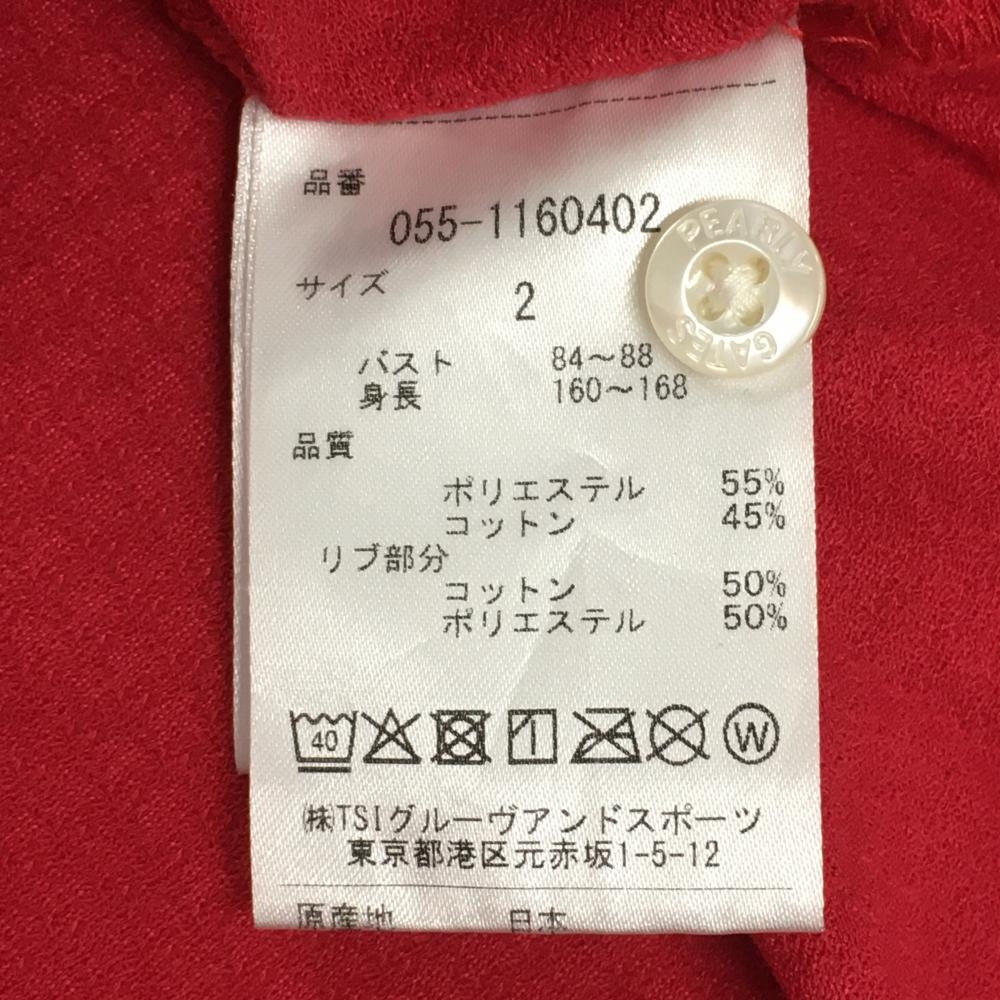 品番
055-1160402
PEARLY
GATES
サイズ
2
バスト 84～88
身長 160～168
品質
ポリエステル 55%
コットン 45%
リブ部分
コットン 50%
ポリエステル 50%
40
W
㈱TSIグルーヴアンドスポーツ
東京都港区元赤坂1-5-12
原産地 日本